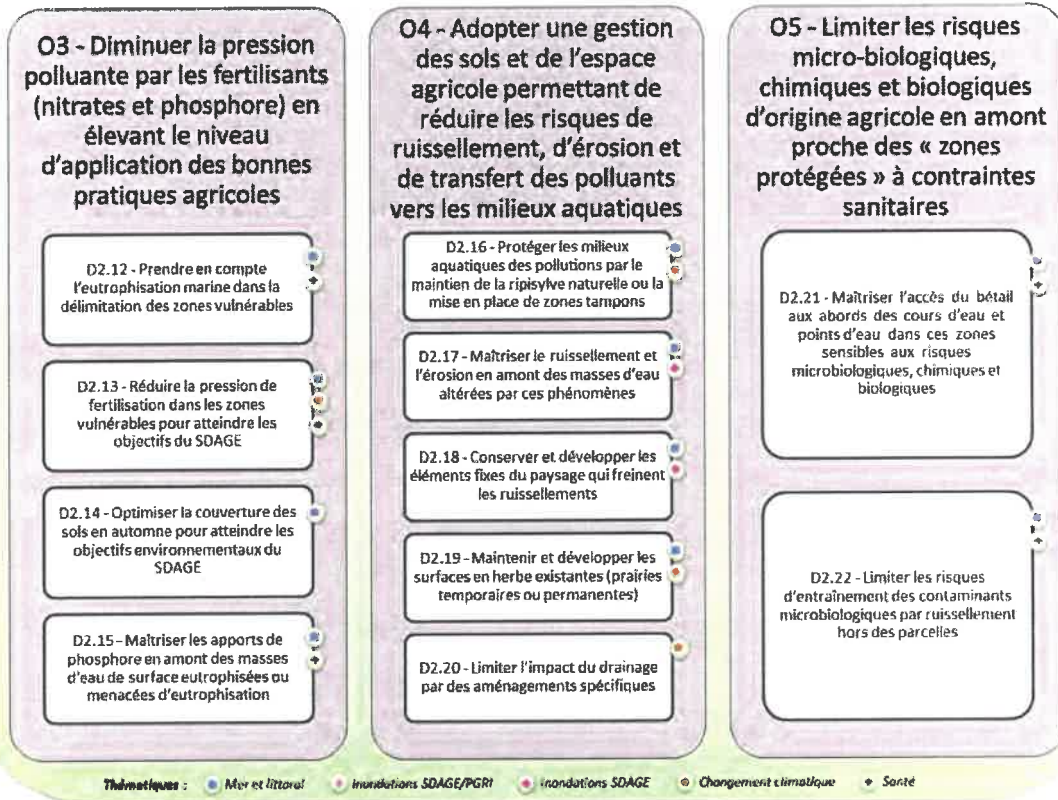 O3 - Diminuer la pression
polluante par les fertilisants
(nitrates et phosphore) en
élevant le niveau
d'application des bonnes
pratiques agricoles
D2.12 - Prendre en compte
l'eutrophisation marine dans la
délimitation des zones vulnérables
D2.13 - Réduire la pression de
fertilisation dans les zones
vulnérables pour atteindre les
objectifs du SDAGE
D2.14 - Optimiser la couverture des
sols en automne pour atteindre les
objectifs environnementaux du
SDAGE
D2.15 - Maîtriser les apports de
phosphore en amont des masses
d'eau de surface eutrophisées ou
menacées d'eutrophisation
O4 - Adopter une gestion
des sols et de l'espace
agricole permettant de
réduire les risques de
ruissellement, d'érosion et
de transfert des polluants
vers les milieux aquatiques
D2.16 - Protéger les milieux
aquatiques des pollutions par le
maintien de la ripisylve naturelle ou la
mise en place de zones tampons
D2.17 - Maîtriser le ruissellement et
l'érosion en amont des masses d'eau
altérées par ces phénomènes
D2.18 - Conserver et développer les
éléments fixes du paysage qui freinent
les ruissellements
D2.19 - Maintenir et développer les
surfaces en herbe existantes (prairies
temporaires ou permanentes)
D2.20 - Limiter l'impact du drainage
par des aménagements spécifiques
O5 - Limiter les risques
micro-biologiques,
chimiques et biologiques
d'origine agricole en amont
proche des « zones
protégées » à contraintes
sanitaires
D2.21 - Maîtriser l'accès du bétail
aux abords des cours d'eau et
points d'eau dans ces zones
sensibles aux risques
microbiologiques, chimiques et
biologiques
D2.22 - Limiter les risques
d'entraînement des contaminants
microbiologiques par ruissellement
hors des parcelles
Thématiques : Mer et littoral inondations SDAGE/PGRI inondations SDAGE Changement climatique Santé